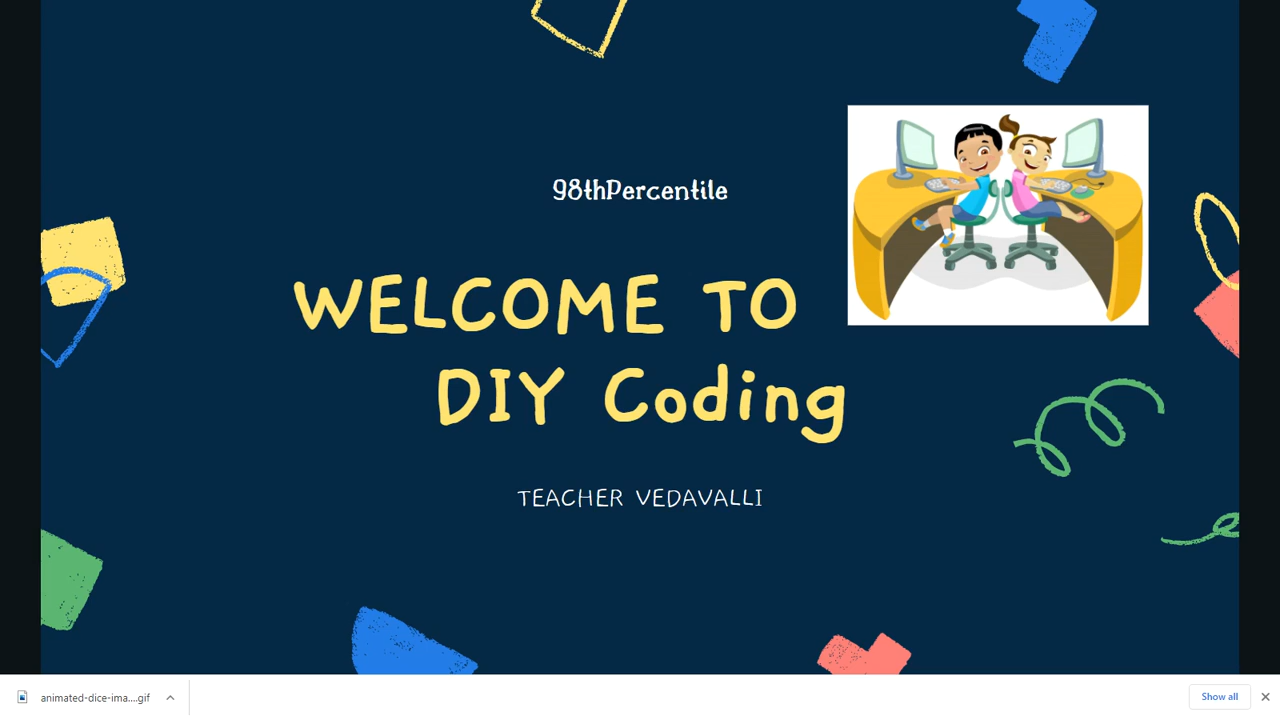 98thPercentile
WELCOME TO
DIY Coding
TEACHER VEDAVALLI
animated-dice-ima....gif
Show all